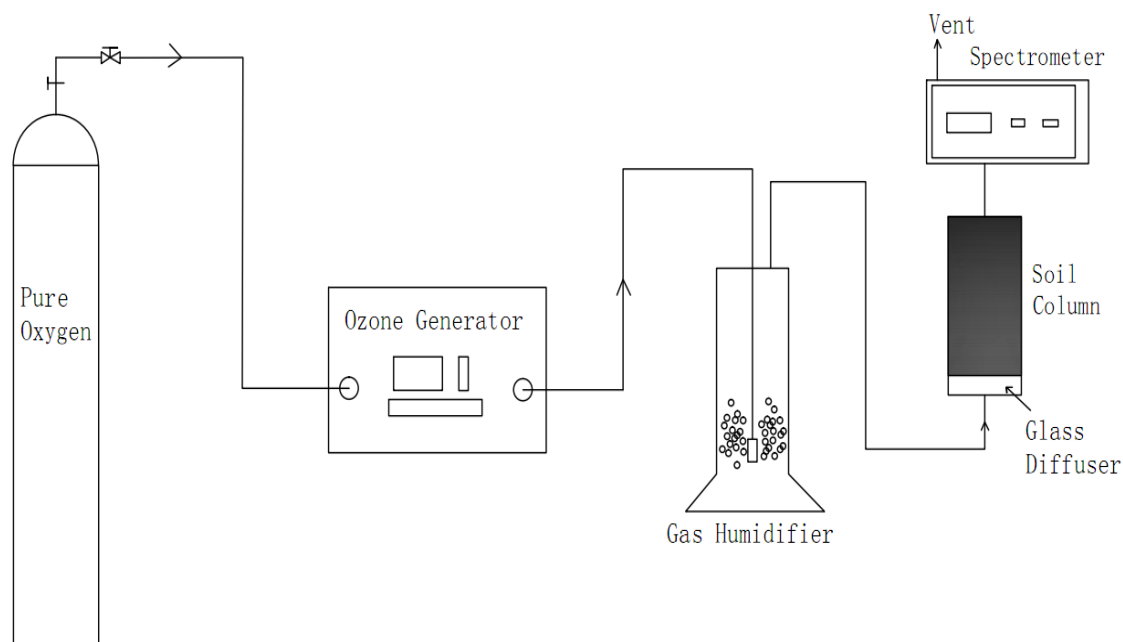 Vent
Spectrometer
Pure
Oxygen
Ozone Generator
Soil
Column
Glass
Diffuser
Gas Humidifier